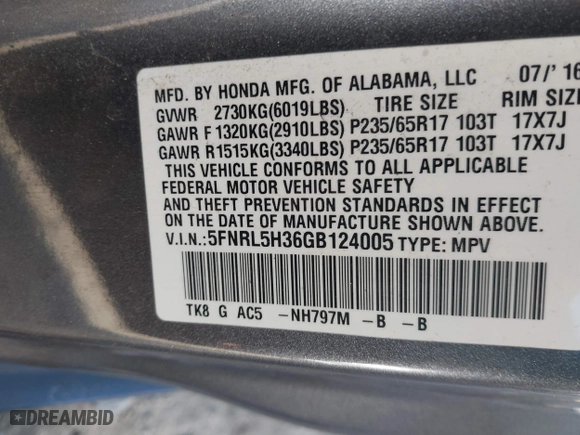 MFD. BY HONDA MFG. OF ALABAMA, LLC 07/'16
GVWR 2730KG(6019LBS) TIRE SIZE RIM SIZE
GAWR F 1320KG(2910LBS) P235/65R17 103T 17X7J
GAWR R1515KG(3340LBS) P235/65R17 103T 17X7J
THIS VEHICLE CONFORMS TO ALL APPLICABLE
FEDERAL MOTOR VEHICLE SAFETY
AND THEFT PREVENTION STANDARDS IN EFFECT
ON THE DATE OF MANUFACTURE SHOWN ABOVE.
V.I.N.:5FNRL5H36GB124005 TYPE: MPV
TK8 G AC5 -NH797M -B -B
DREAMBID